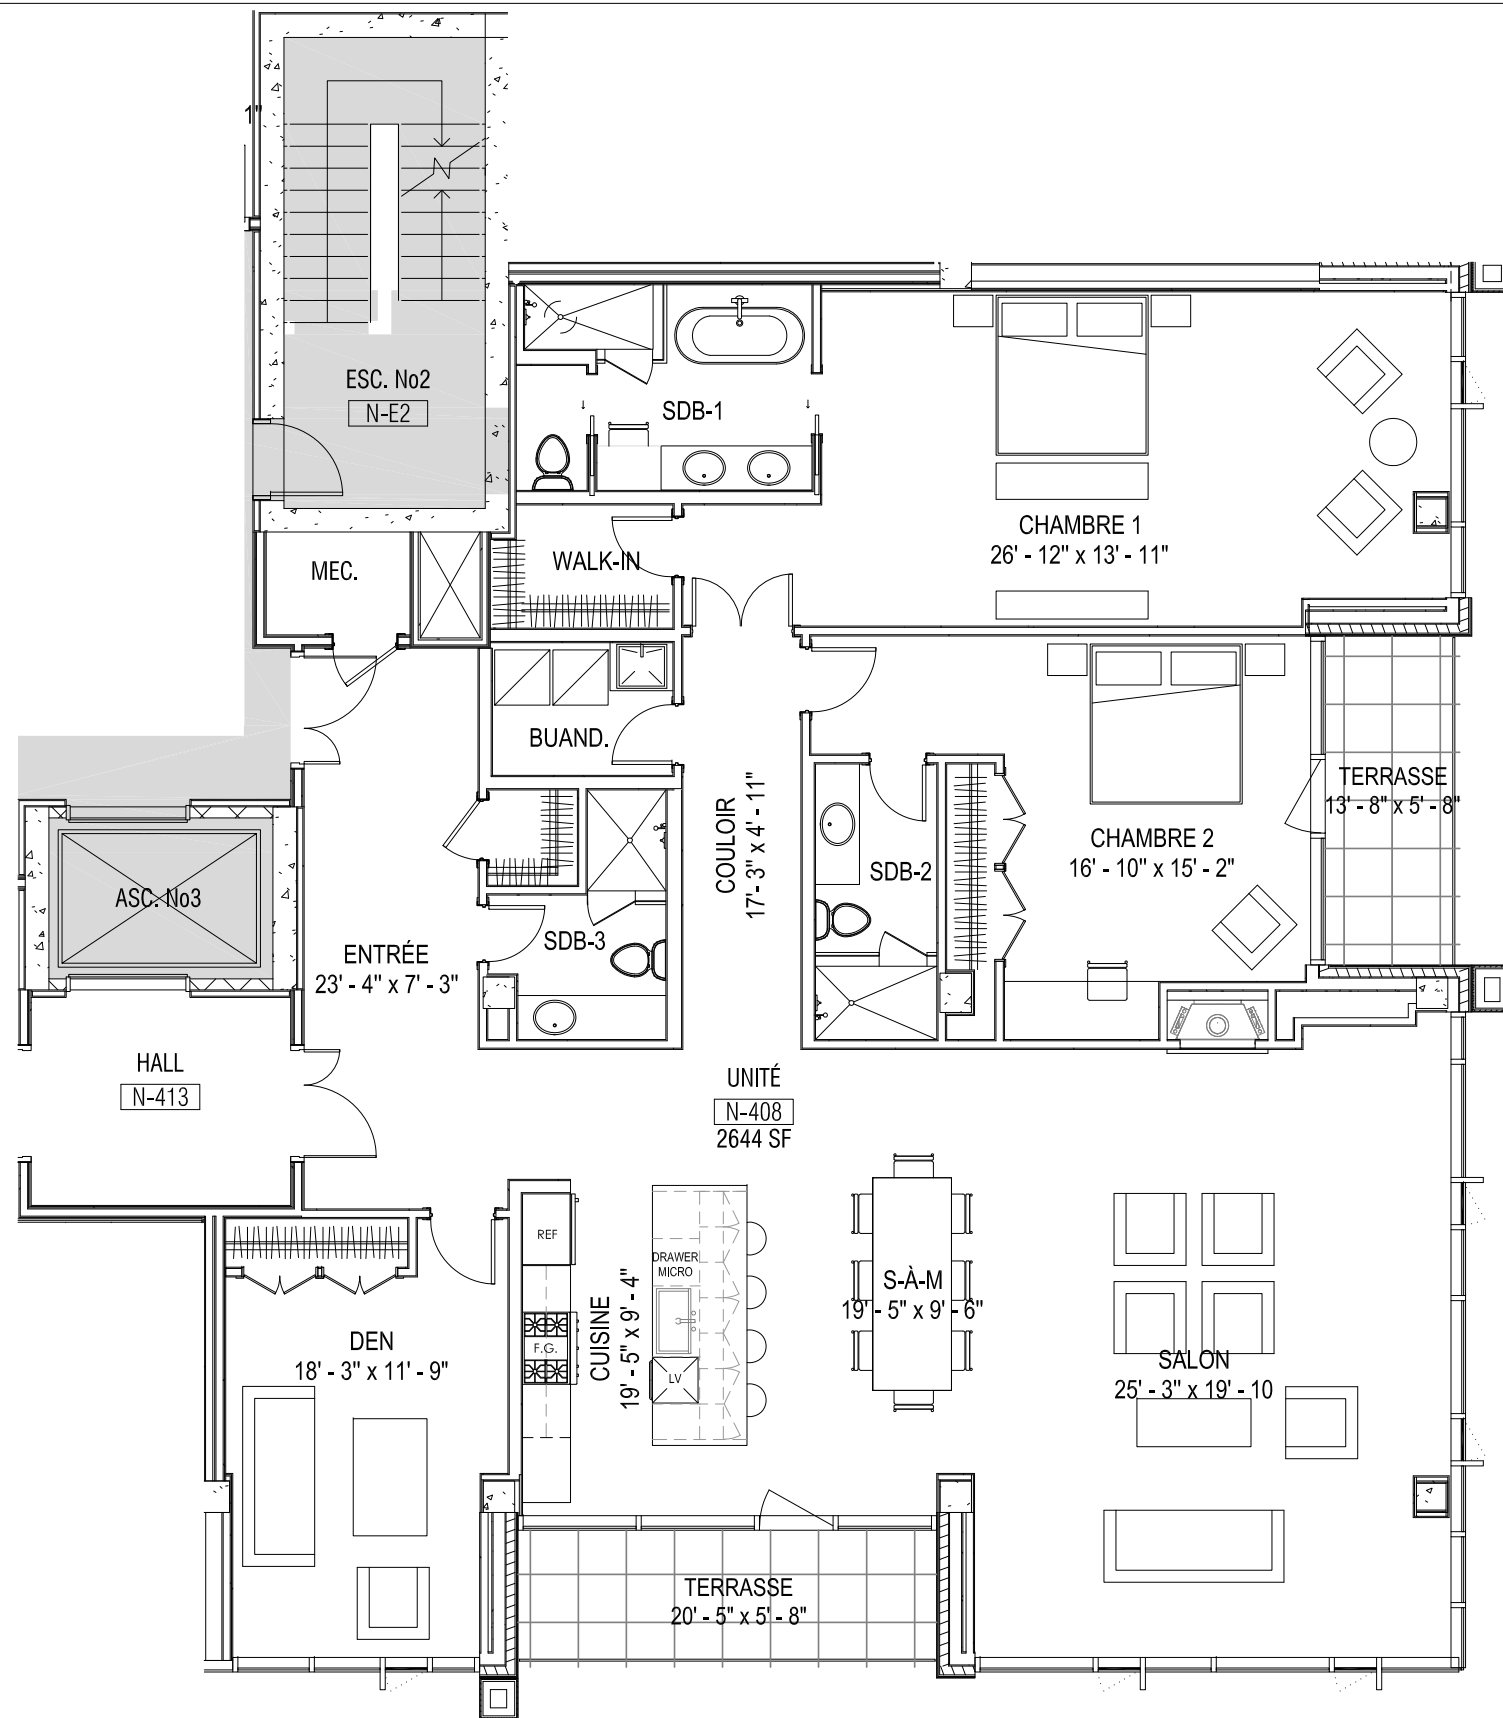 1"
ESC. No2
N-E2
SDB-1
CHAMBRE 1
26' - 12" x 13' - 11"
MEC.
WALK-IN
BUAND.
TERRASSE
13' - 8" x 5' - 8"
COULOIR
17'- 3" x 4' - 11"
CHAMBRE 2
16' - 10" x 15' - 2"
SDB-2
ASC. No3
ENTRÉE
23' - 4" x 7' - 3"
SDB-3
HALL
N-413
UNITÉ
N-408
2644 SF
REF
DRAWER
MICRO
F.G.
LV
CUISINE
19' - 5" x 9' - 4"
S-À-M
19' - 5" x 9' - 6"
DEN
18' - 3" x 11' - 9"
SALON
25' - 3" x 19' - 10
TERRASSE
20' - 5" x 5' - 8"